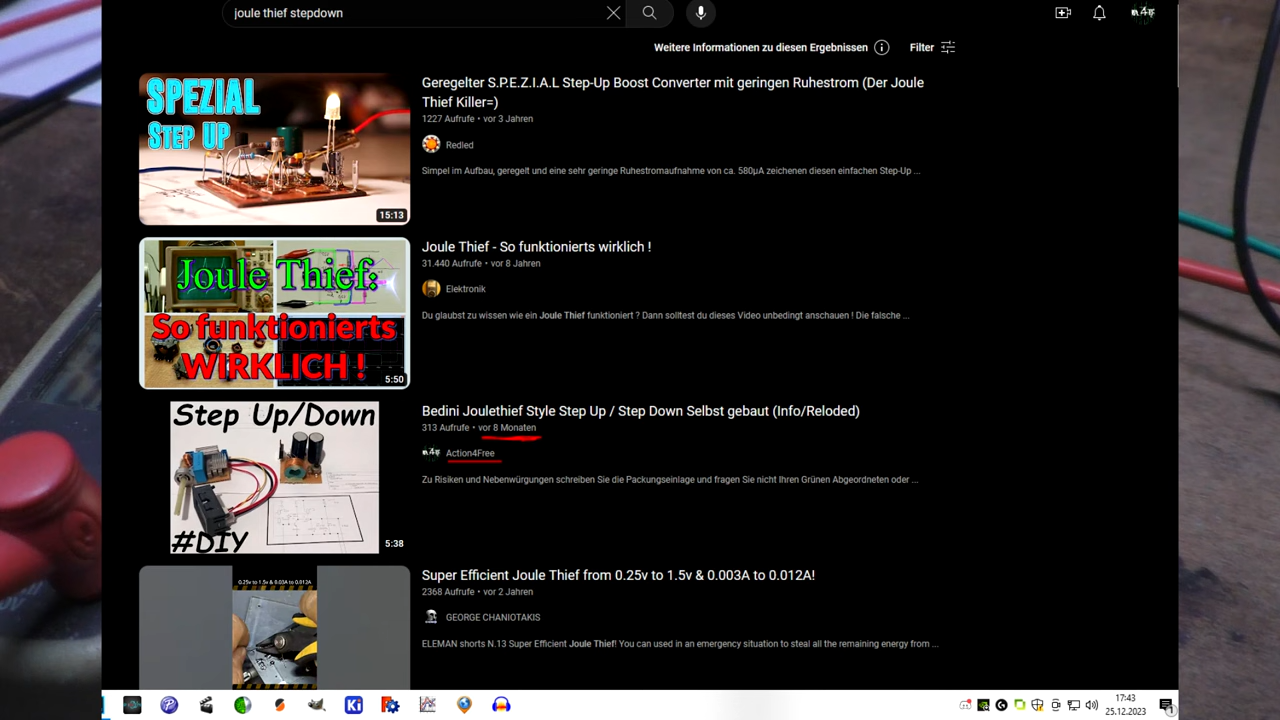 joule thief stepdown
Weitere Informationen zu diesen Ergebnissen
Filter
SPEZIAL
STEP UP
15:13
Geregelter S.P.E.Z.I.A.L Step-Up Boost Converter mit geringen Ruhestrom (Der Joule
Thief Killer=)
1227 Aufrufe • vor 3 Jahren
Redled
Simpel im Aufbau, geregelt und eine sehr geringe Ruhestromaufnahme von ca. 580µA zeichenen diesen einfachen Step-Up ...
Joule Thief:
So funktionierts
WIRKLICH !
5:50
Joule Thief - So funktionierts wirklich !
31.440 Aufrufe • vor 8 Jahren
Elektronik
Du glaubst zu wissen wie ein Joule Thief funktioniert ? Dann solltest du dieses Video unbedingt anschauen ! Die falsche ...
Step Up/Down
#DIY
5:38
Bedini Joulethief Style Step Up / Step Down Selbst gebaut (Info/Reloded)
313 Aufrufe • vor 8 Monaten
Action4Free
Zu Risiken und Nebenwürgungen schreiben Sie die Packungseinlage und fragen Sie nicht Ihren Grünen Abgeordneten oder ...
0.25v to 1.5v & 0.03A to 0.012A
Super Efficient Joule Thief from 0.25v to 1.5v & 0.003A to 0.012A!
2368 Aufrufe • vor 2 Jahren
GEORGE CHANIOTAKIS
ELEMAN shorts N.13 Super Efficient Joule Thief! You can used in an emergency situation to steal all the remaining energy from ...
Ki
17:43
25.12.2023
1